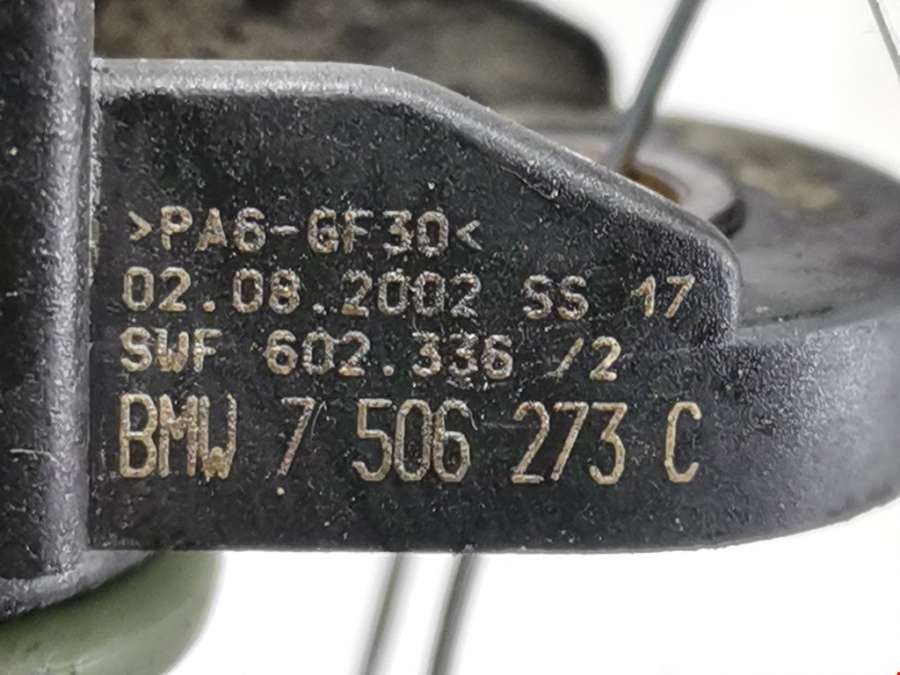 >PA6-GF30<
02.08.2002 SS 17
SWF 602.336 /2
BMW 7 506 273 C